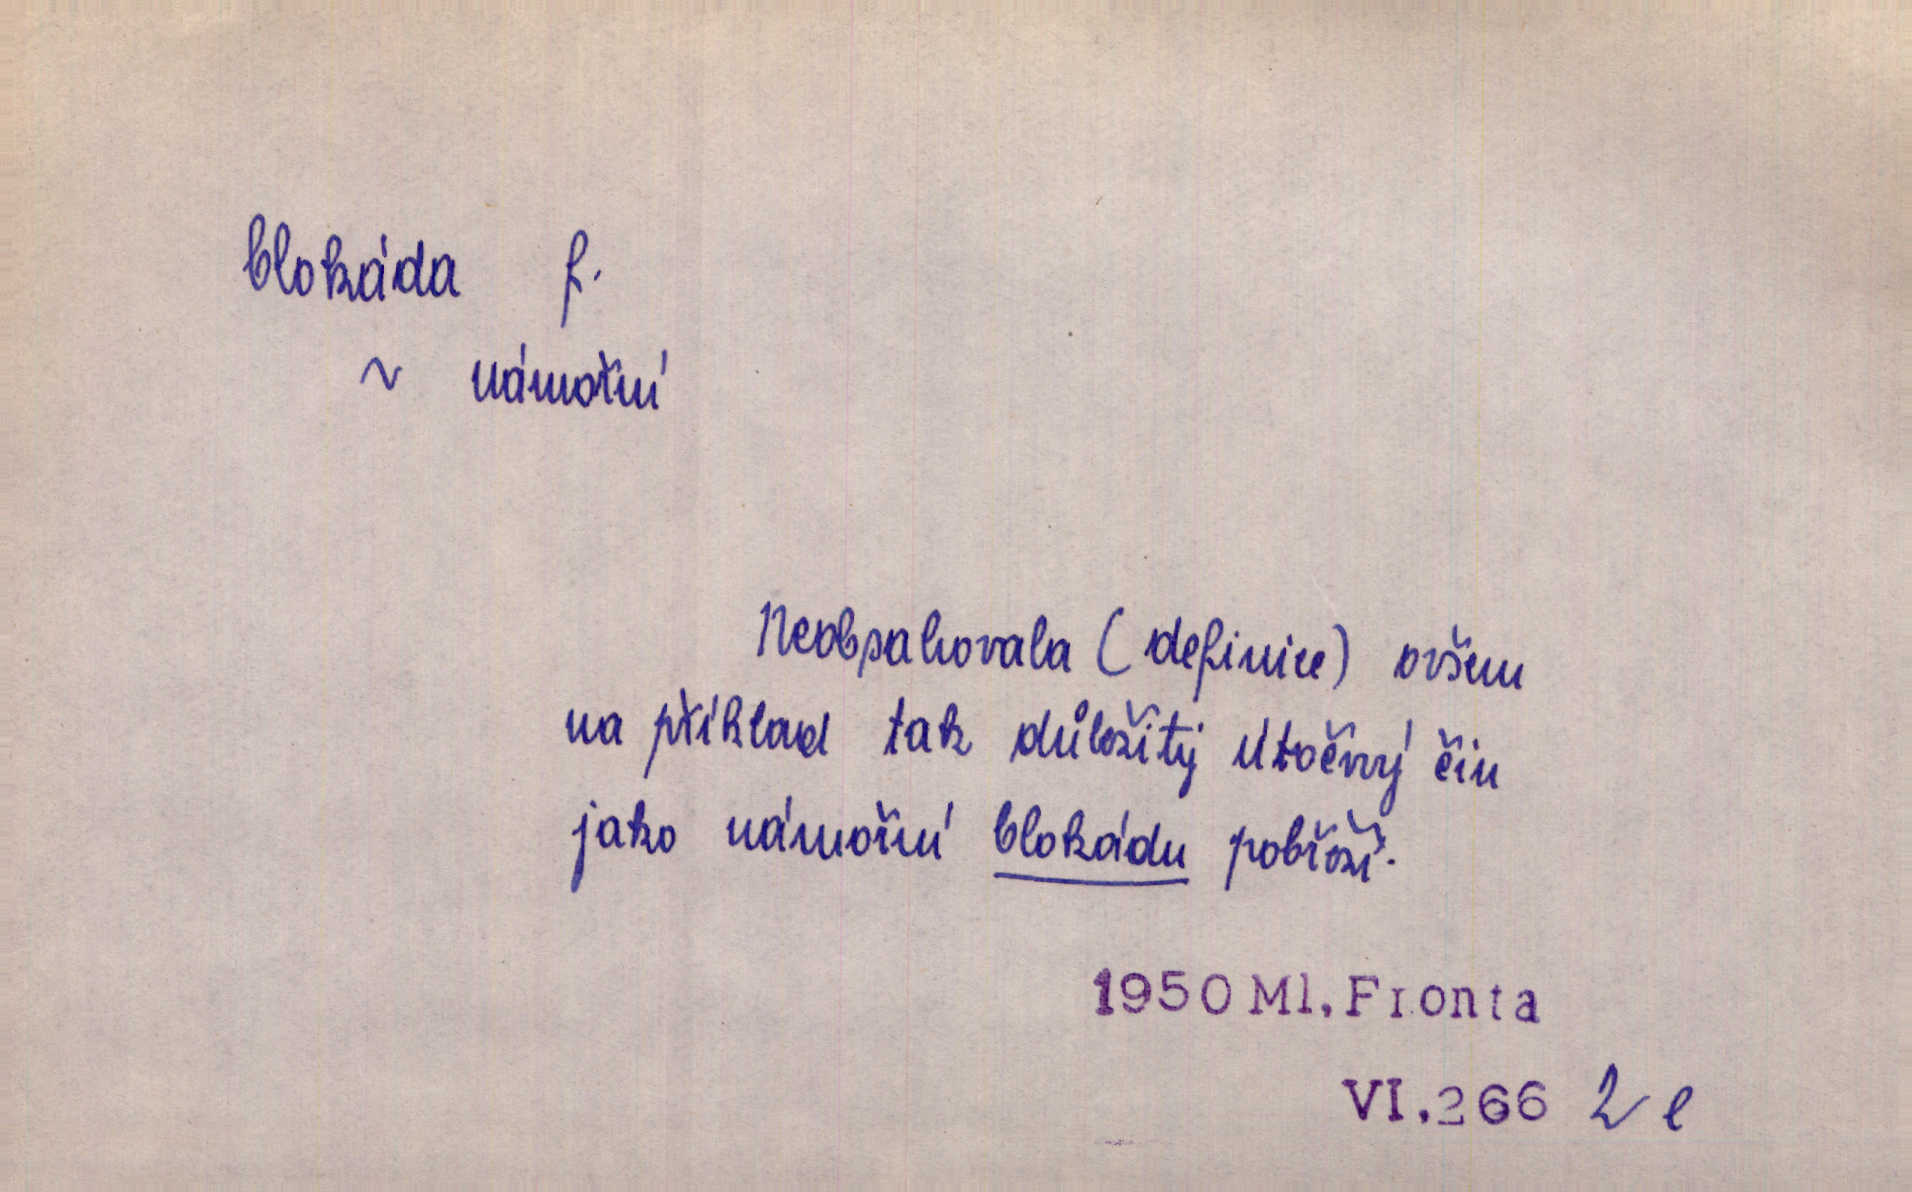 blokáda f.
~ námořní
Neobsahovala (definice) ovšem
na příklad tak důležitý útočný čin
jako námořní blokádu pobřeží.
1950 Ml. Fronta
VI.266 2 e